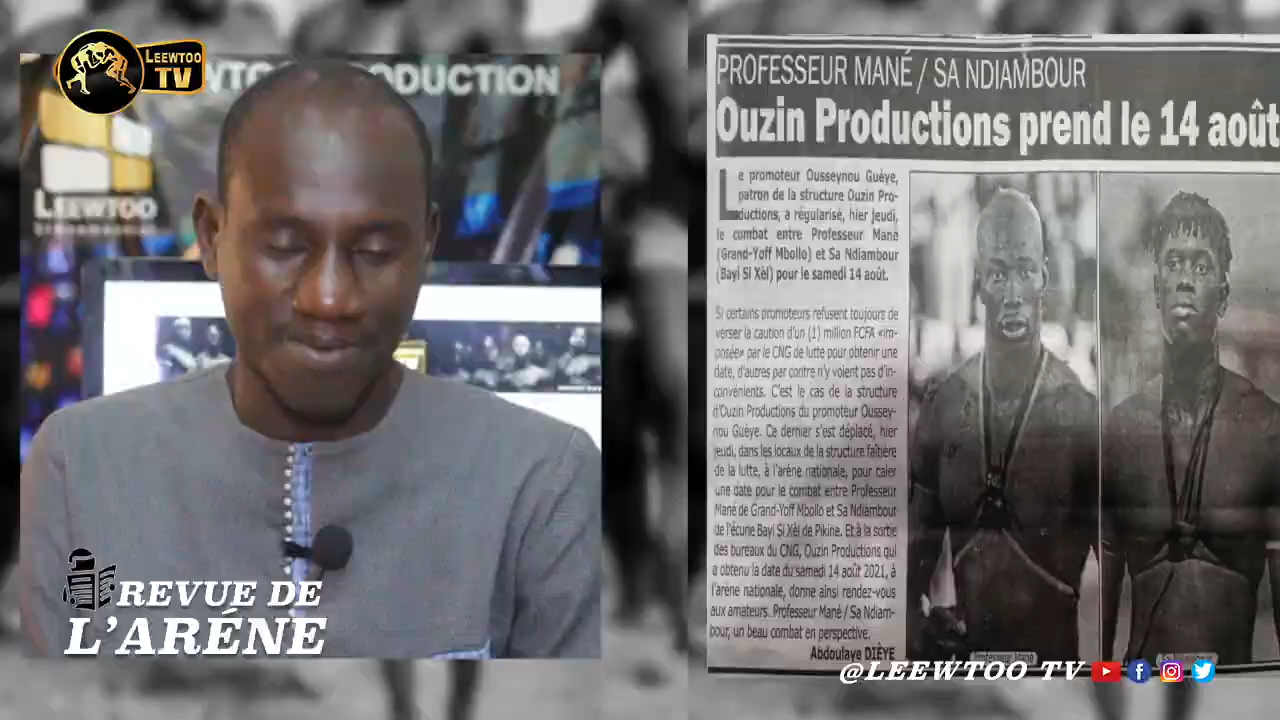 LEEWTOO
TV
WTOO PRODUCTION
LEEWTOO
REVUE DE
L'ARÉNE
PROFESSEUR MANÉ / SA NDIAMBOUR
Ouzin Productions prend le 14 août
Le promoteur Ousseynou Guèye,
patron de la structure Ouzin Pro-
ductions, a régularisé, hier jeudi,
le combat entre Professeur Mané
(Grand-Yoff Mbollo) et Sa Ndiambour
(Bayi Si Xèl) pour le samedi 14 août.
Si certains promoteurs refusent toujours de
verser la caution d'un (1) million FCFA «im-
posée» par le CNG de lutte pour obtenir une
date, d'autres par contre n'y voient pas d'in-
convénients. C'est le cas de la structure
d'Ouzin Productions du promoteur Oussey-
nou Guèye. Ce dernier s'est déplacé, hier
jeudi, dans les locaux de la structure faîtière
de la lutte, à l'arène nationale, pour caler
une date pour le combat entre Professeur
Mané de Grand-Yoff Mbollo et Sa Ndiambour
de l'écurie Bayi Si Xèl de Pikine. Et à la sortie
des bureaux du CNG, Ouzin Productions qui
a obtenu la date du samedi 14 août 2021, à
l'arène nationale, donne ainsi rendez-vous
aux amateurs. Professeur Mané / Sa Ndiam-
bour, un beau combat en perspective.
Abdoulaye DIÈYE
Professeur Mané
@LEEWTOO TV